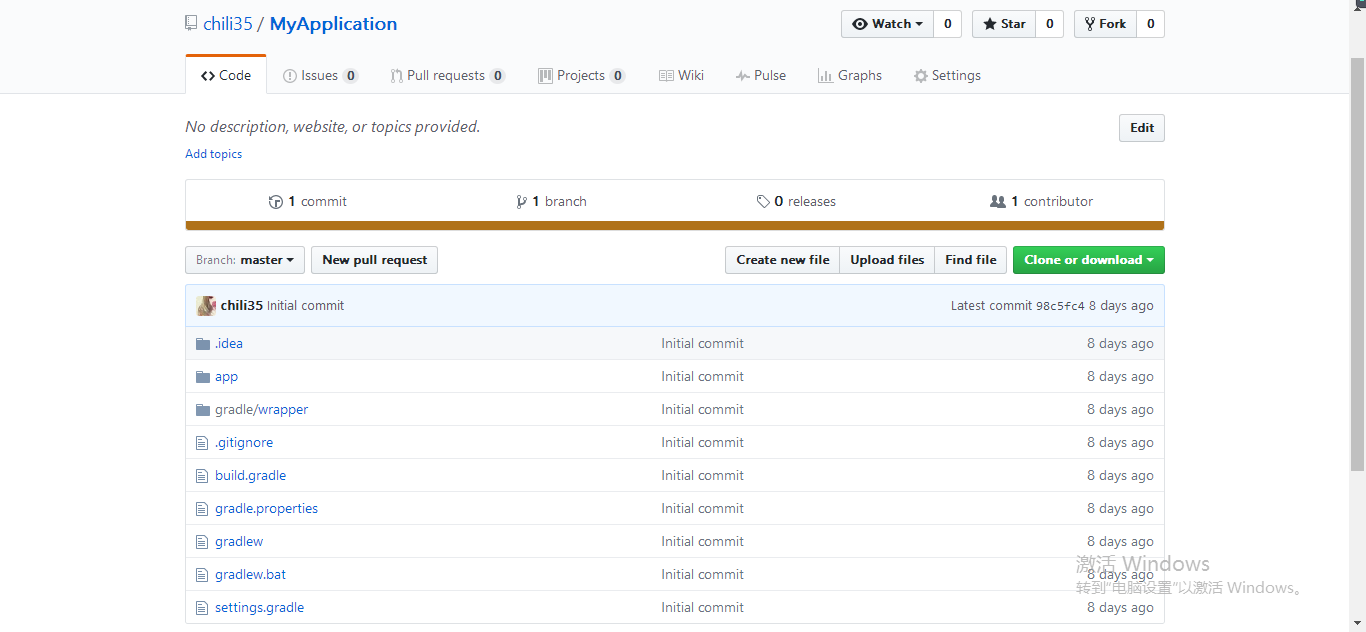 chili35 / MyApplication
Watch 0 Star 0 Fork 0
Code Issues 0 Pull requests 0 Projects 0 Wiki Pulse Graphs Settings
No description, website, or topics provided. Edit
Add topics
1 commit 1 branch 0 releases 1 contributor
Branch: master New pull request Create new file Upload files Find file Clone or download
chili35 Initial commit Latest commit 98c5fc4 8 days ago
.idea Initial commit 8 days ago
app Initial commit 8 days ago
gradle/wrapper Initial commit 8 days ago
.gitignore Initial commit 8 days ago
build.gradle Initial commit 8 days ago
gradle.properties Initial commit 8 days ago
gradlew Initial commit 8 days ago
激活 Windows
gradlew.bat Initial commit 8 days ago
转到"电脑设置"以激活 Windows。
settings.gradle Initial commit 8 days ago